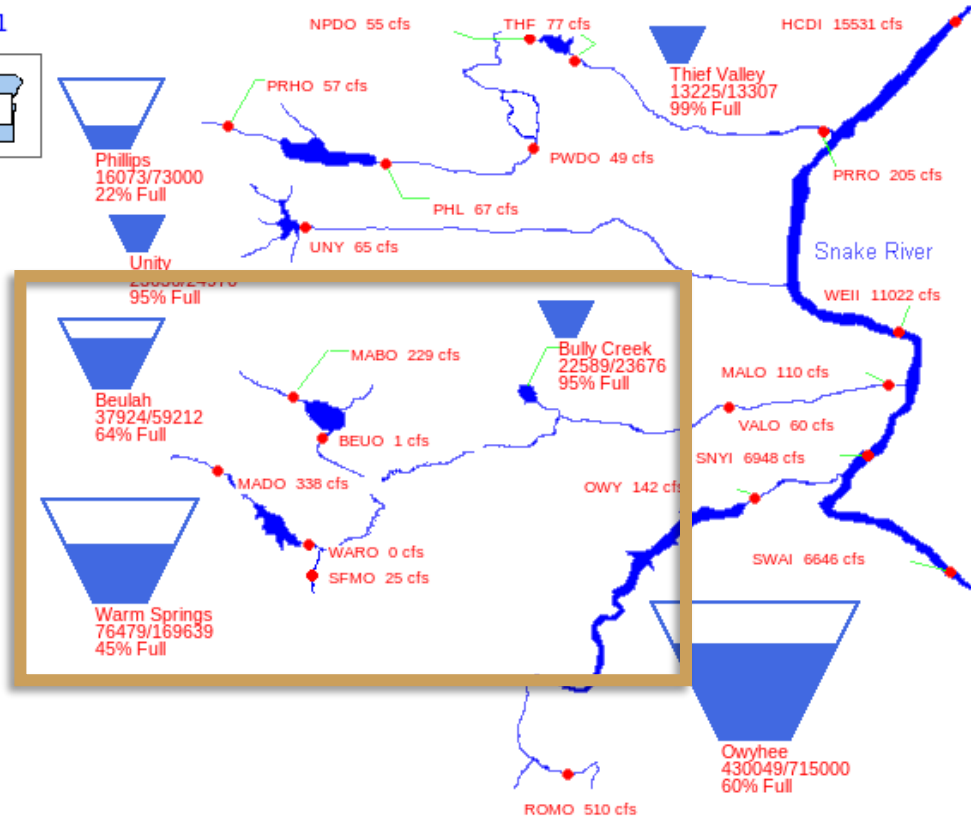 1
NPDO 55 cfs
THF 77 cfs
HCDI 15531 cfs
Thief Valley
13225/13307
99% Full
PRHO 57 cfs
Phillips
16073/73000
22% Full
PWDO 49 cfs
PRRO 205 cfs
PHL 67 cfs
UNY 65 cfs
Snake River
Unity
95% Full
WEII 11022 cfs
MABO 229 cfs
Bully Creek
22589/23676
95% Full
MALO 110 cfs
Beulah
37924/59212
64% Full
BEUO 1 cfs
VALO 60 cfs
SNYI 6948 cfs
MADO 338 cfs
OWY 142 cfs
WARO 0 cfs
SFMO 25 cfs
SWAI 6646 cfs
Warm Springs
76479/169639
45% Full
Owyhee
430049/715000
60% Full
ROMO 510 cfs